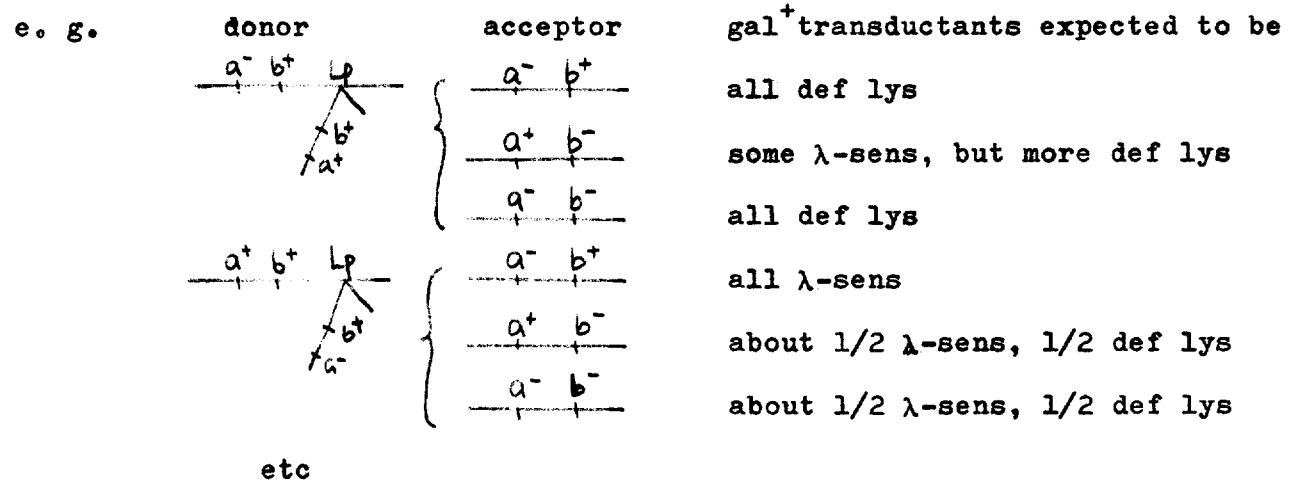 e. g. donor acceptor gal⁺ transductants expected to be
a⁻ b⁺ Lp a⁻ b⁺ all def lys
b⁺
a⁺ a⁺ b⁻ some λ-sens, but more def lys
a⁻ b⁻ all def lys
a⁺ b⁺ Lp a⁻ b⁺ all λ-sens
b⁺ a⁺ b⁻ about 1/2 λ-sens, 1/2 def lys
a⁻
a⁻ b⁻ about 1/2 λ-sens, 1/2 def lys
etc